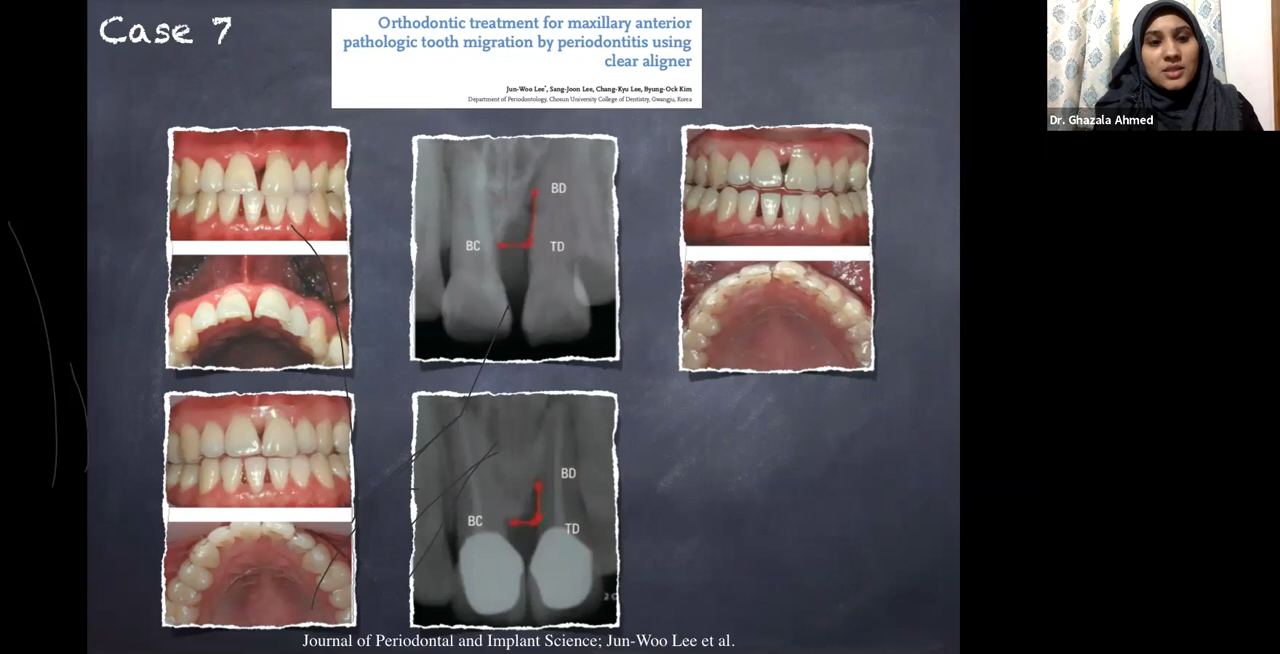 Case 7
Orthodontic treatment for maxillary anterior
pathologic tooth migration by periodontitis using
clear aligner
Jun-Woo Lee*, Sang-Joon Lee, Chang-Kyu Lee, Byung-Ock Kim
Department of Periodontology, Chosun University College of Dentistry, Gwangju, Korea
Dr. Ghazala Ahmed
BD
BC
TD
BD
BC
TD
Journal of Periodontal and Implant Science; Jun-Woo Lee et al.